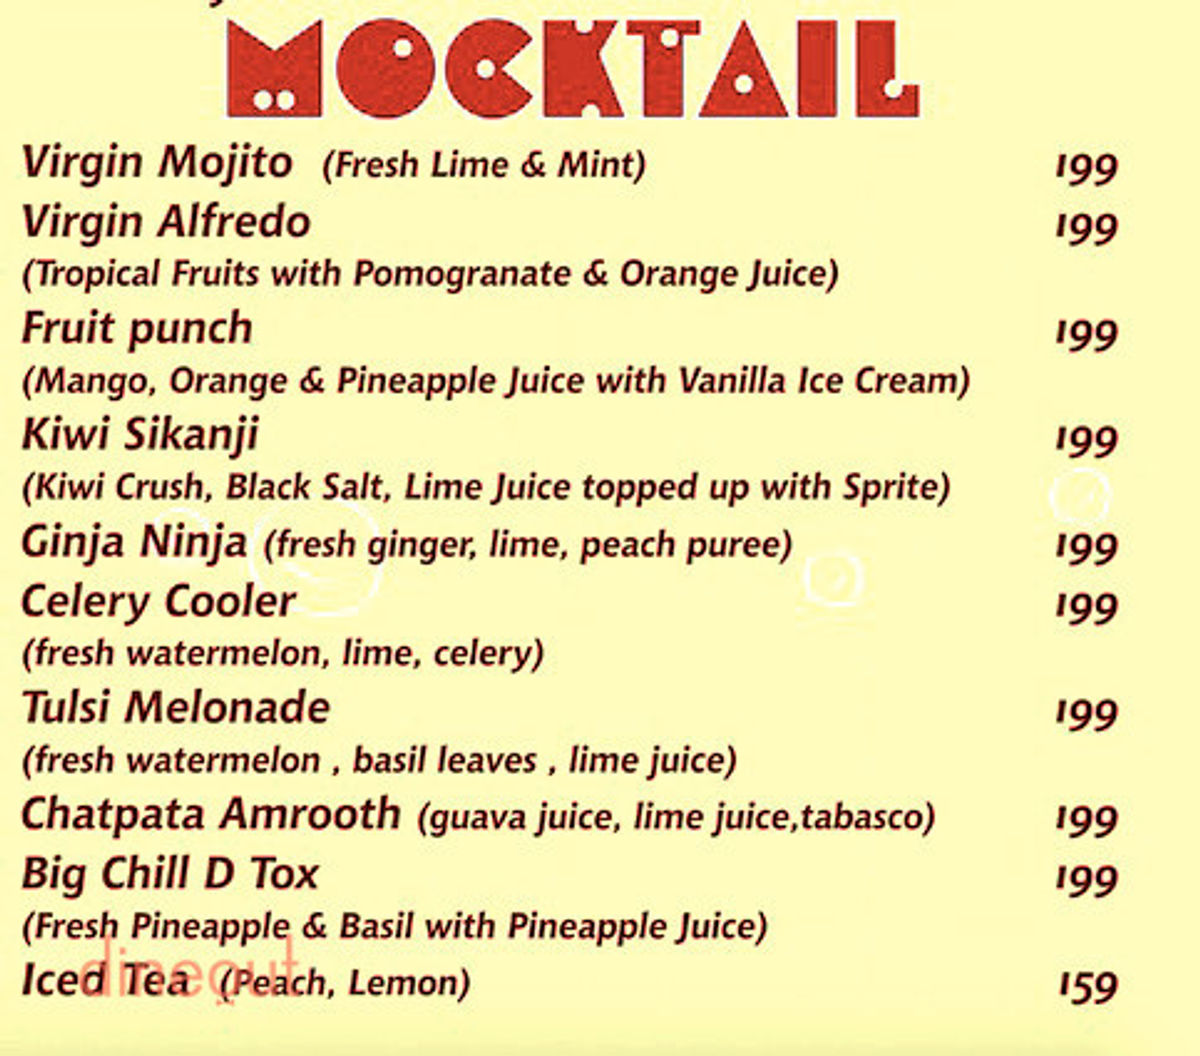 MOCKTAIL
Virgin Mojito (Fresh Lime & Mint) 199
Virgin Alfredo 199
(Tropical Fruits with Pomogranate & Orange Juice)
Fruit punch 199
(Mango, Orange & Pineapple Juice with Vanilla Ice Cream)
Kiwi Sikanji 199
(Kiwi Crush, Black Salt, Lime Juice topped up with Sprite)
Ginja Ninja (fresh ginger, lime, peach puree) 199
Celery Cooler 199
(fresh watermelon, lime, celery)
Tulsi Melonade 199
(fresh watermelon , basil leaves , lime juice)
Chatpata Amrooth (guava juice, lime juice,tabasco) 199
Big Chill D Tox 199
(Fresh Pineapple & Basil with Pineapple Juice)
Iced Tea (Peach, Lemon) 159
dineout